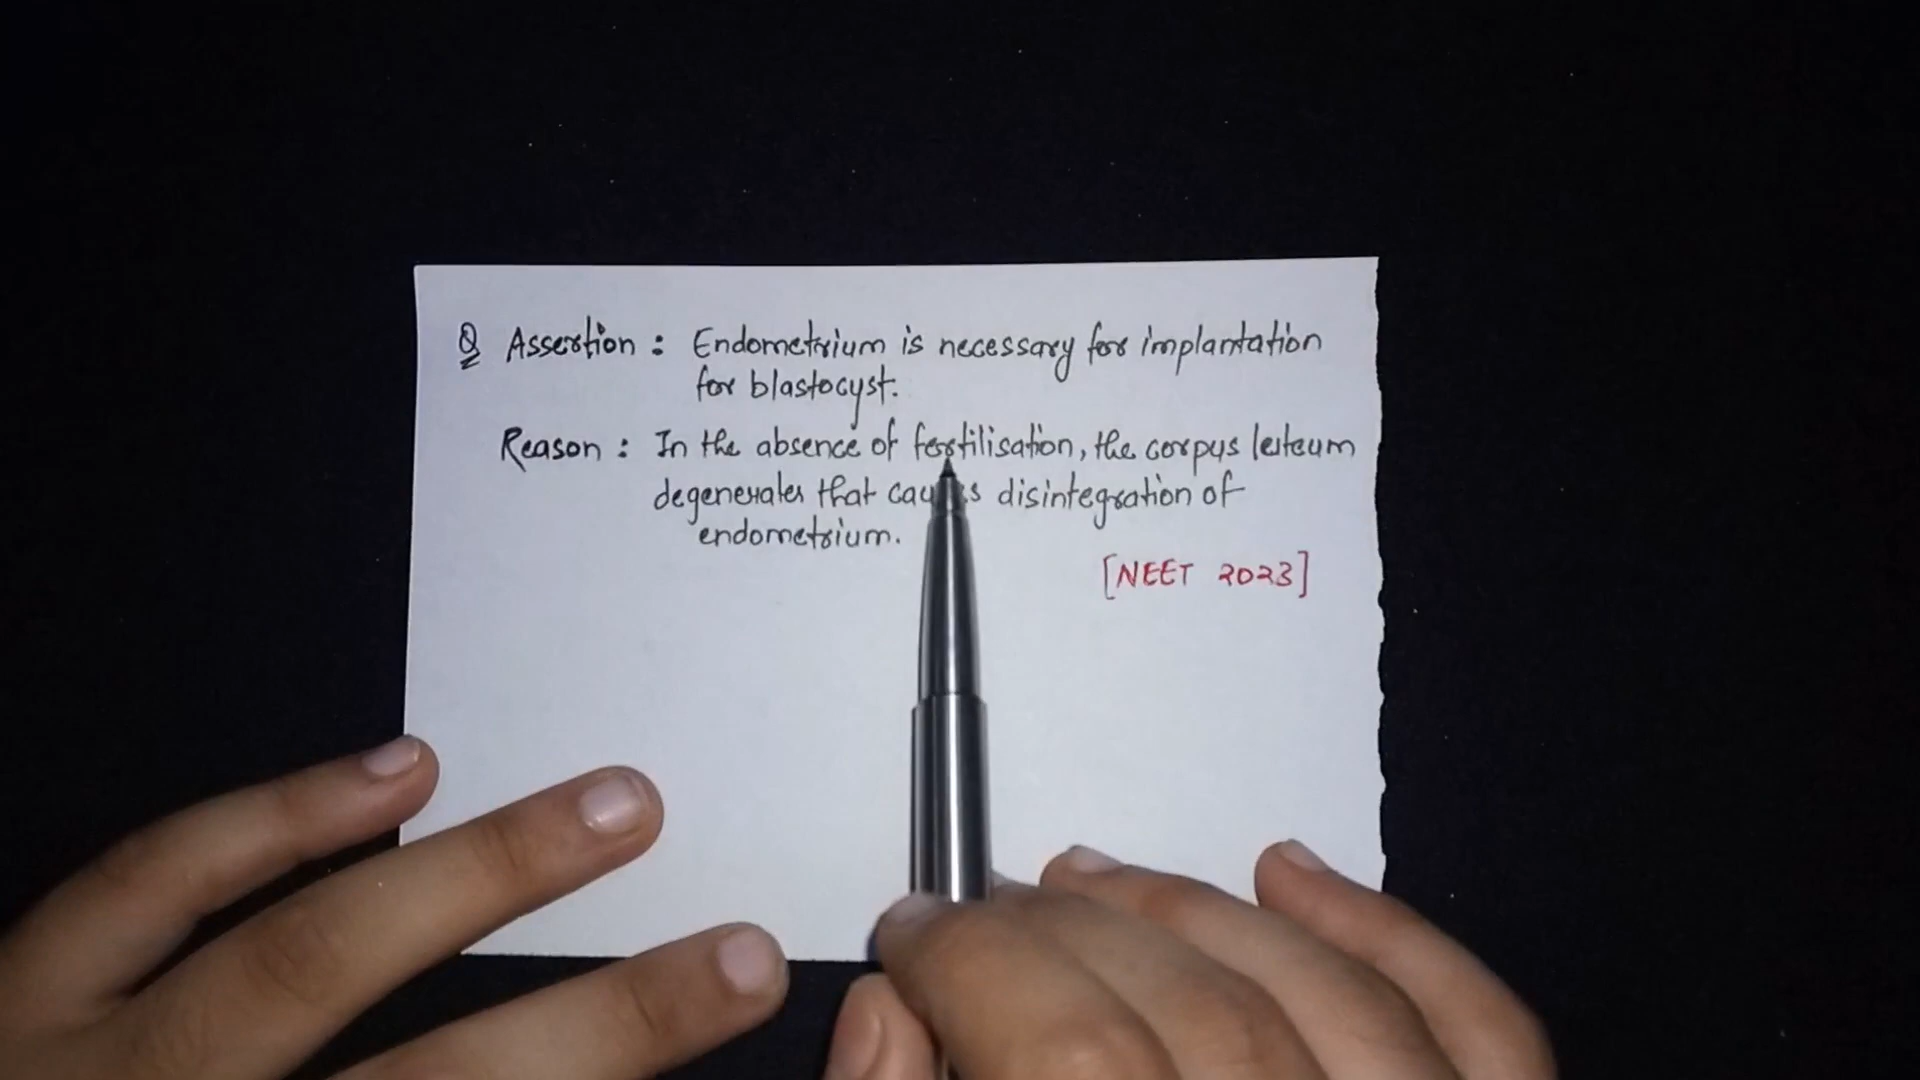 Q Assertion : Endometrium is necessary for implantation
for blastocyst.
Reason : In the absence of fertilisation, the corpus leuteum
degenerates that causes disintegration of
endometrium.
[NEET 2023]